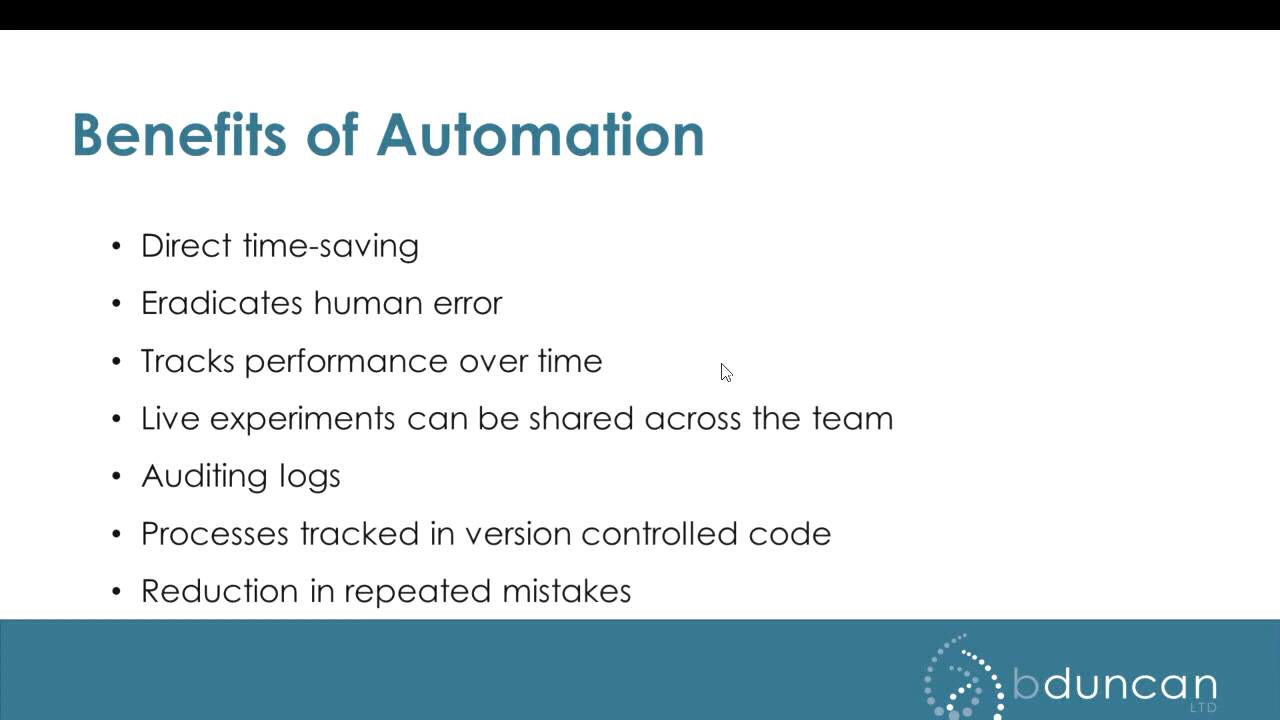 Benefits of Automation
• Direct time-saving
• Eradicates human error
• Tracks performance over time
• Live experiments can be shared across the team
• Auditing logs
• Processes tracked in version controlled code
• Reduction in repeated mistakes
bduncan
LTD